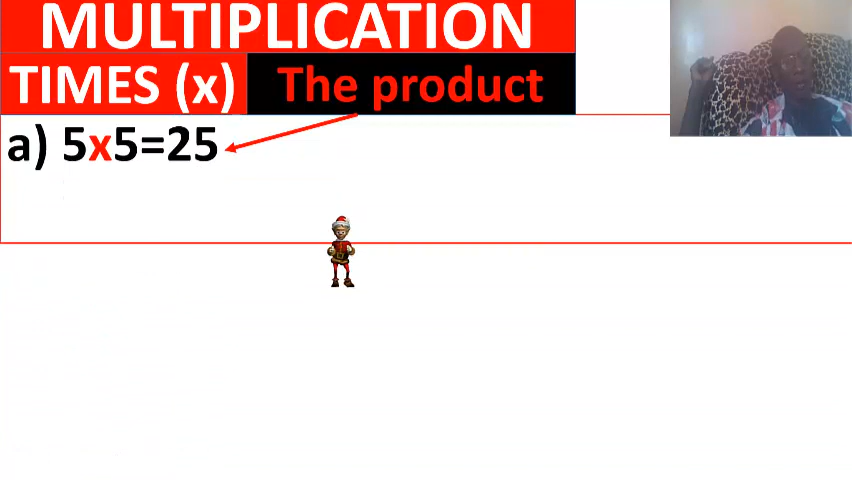 MULTIPLICATION
TIMES (x) The product
a) 5x5=25